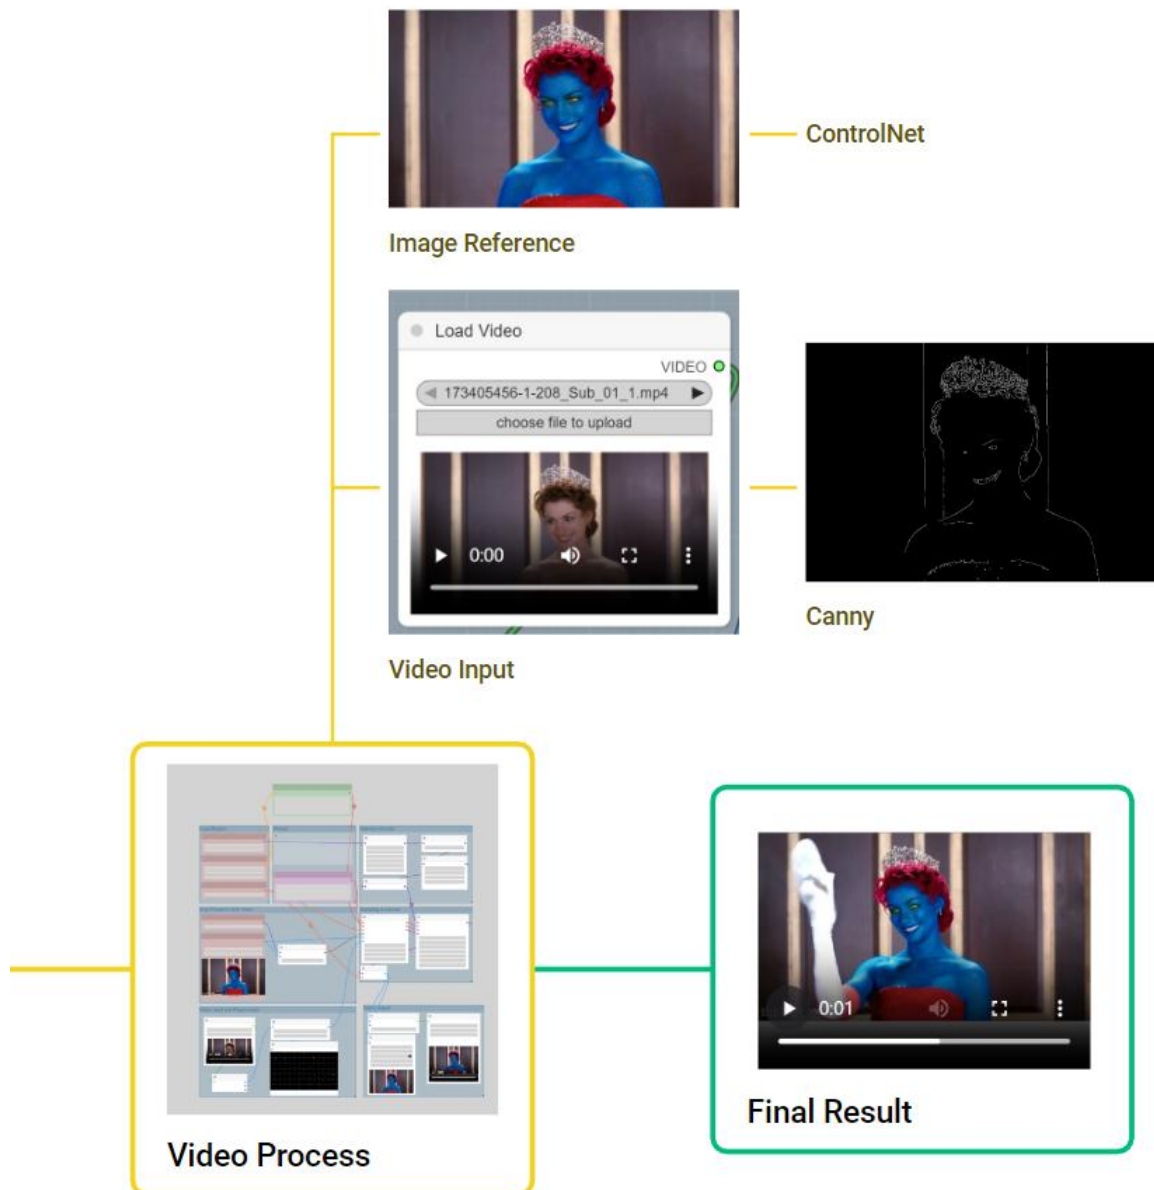 ControlNet
Image Reference
Load Video
VIDEO
173405456-1-208_Sub_01_1.mp4
choose file to upload
0:00
Canny
Video Input
0:01
Final Result
Video Process